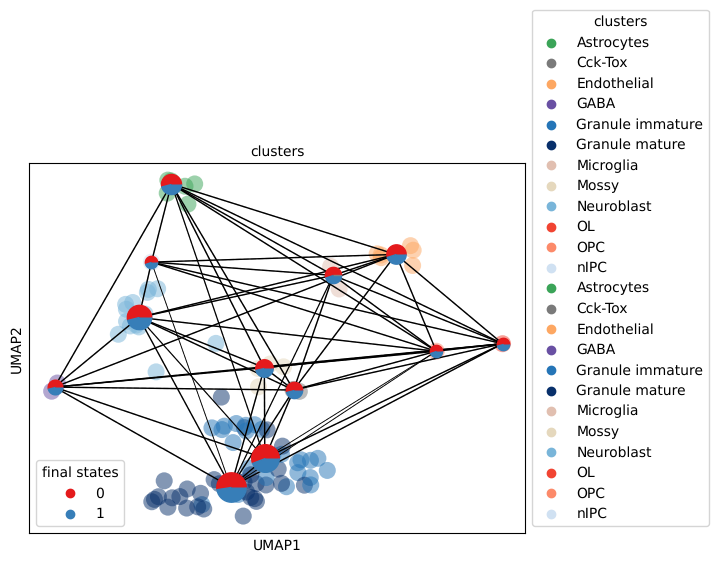 clusters
Astrocytes
Cck-Tox
Endothelial
GABA
Granule immature
Granule mature
Microglia
Mossy
Neuroblast
OL
OPC
nIPC
Astrocytes
Cck-Tox
Endothelial
GABA
Granule immature
Granule mature
Microglia
Mossy
Neuroblast
OL
OPC
nIPC
clusters
UMAP2
final states
0
1
UMAP1